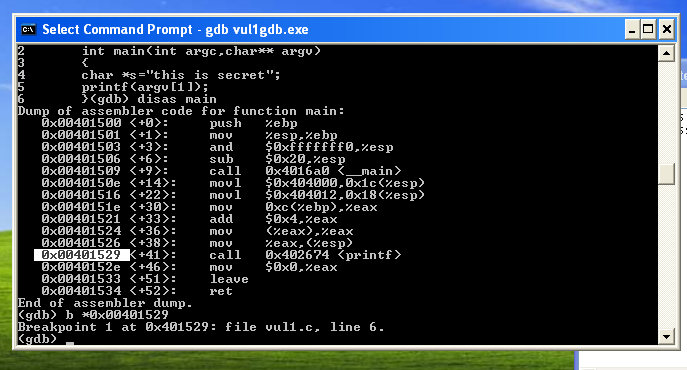 Select Command Prompt - gdb vul1gdb.exe
2 int main(int argc,char** argv)
3 {
4 char *s="this is secret";
5 printf(argv[1]);
6 }(gdb) disas main
Dump of assembler code for function main:
0x00401500 <+0>: push %ebp
0x00401501 <+1>: mov %esp,%ebp
0x00401503 <+3>: and $0xfffffff0,%esp
0x00401506 <+6>: sub $0x20,%esp
0x00401509 <+9>: call 0x4016a0 <__main>
0x0040150e <+14>: movl $0x404000,0x1c(%esp)
0x00401516 <+22>: movl $0x404012,0x18(%esp)
0x0040151e <+30>: mov 0xc(%ebp),%eax
0x00401521 <+33>: add $0x4,%eax
0x00401524 <+36>: mov (%eax),%eax
0x00401526 <+38>: mov %eax,(%esp)
0x00401529 <+41>: call 0x402674 <printf>
0x0040152e <+46>: mov $0x0,%eax
0x00401533 <+51>: leave
0x00401534 <+52>: ret
End of assembler dump.
(gdb) b *0x00401529
Breakpoint 1 at 0x401529: file vul1.c, line 6.
(gdb) _